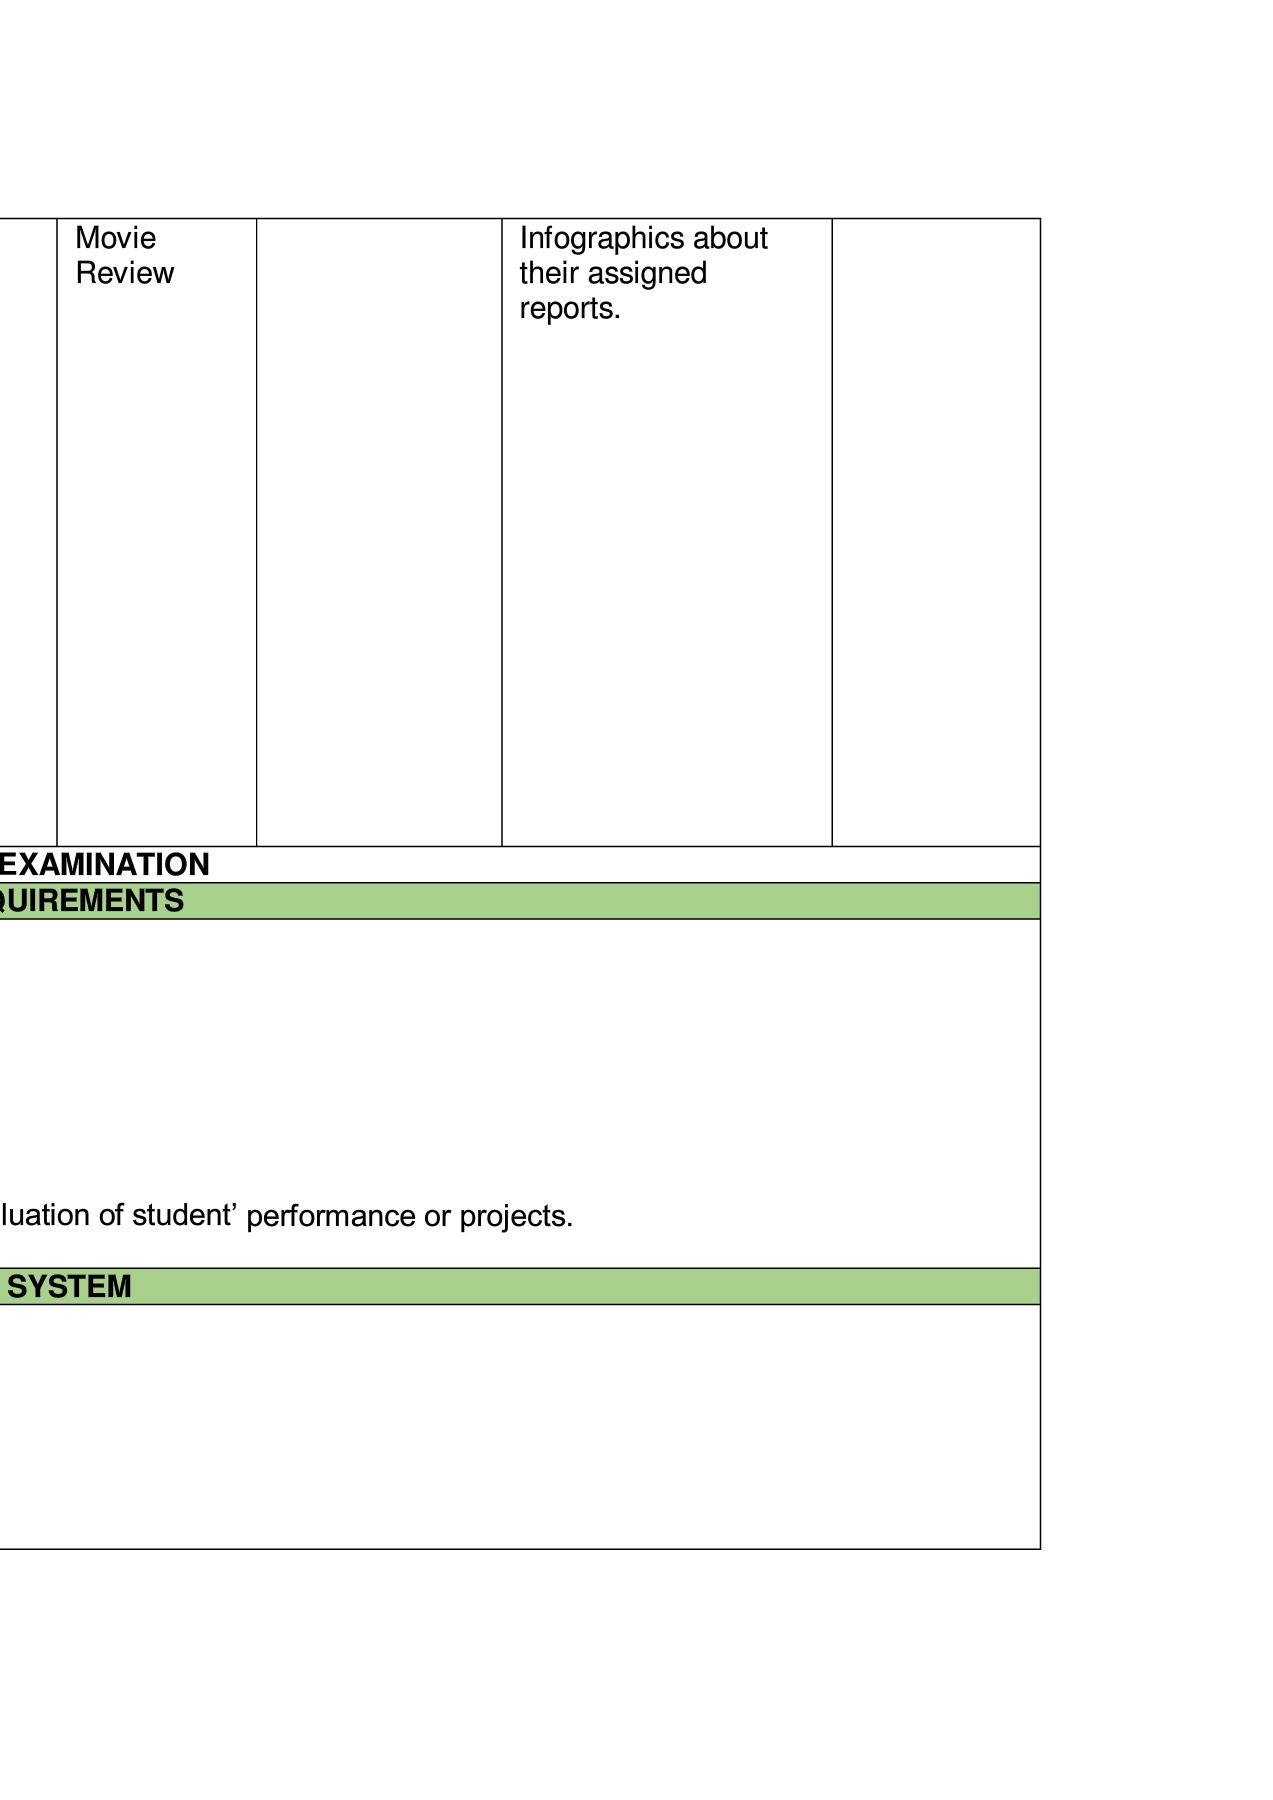 Movie
Review
Infographics about
their assigned
reports.
EXAMINATION
QUIREMENTS
luation of student’ performance or projects.
SYSTEM